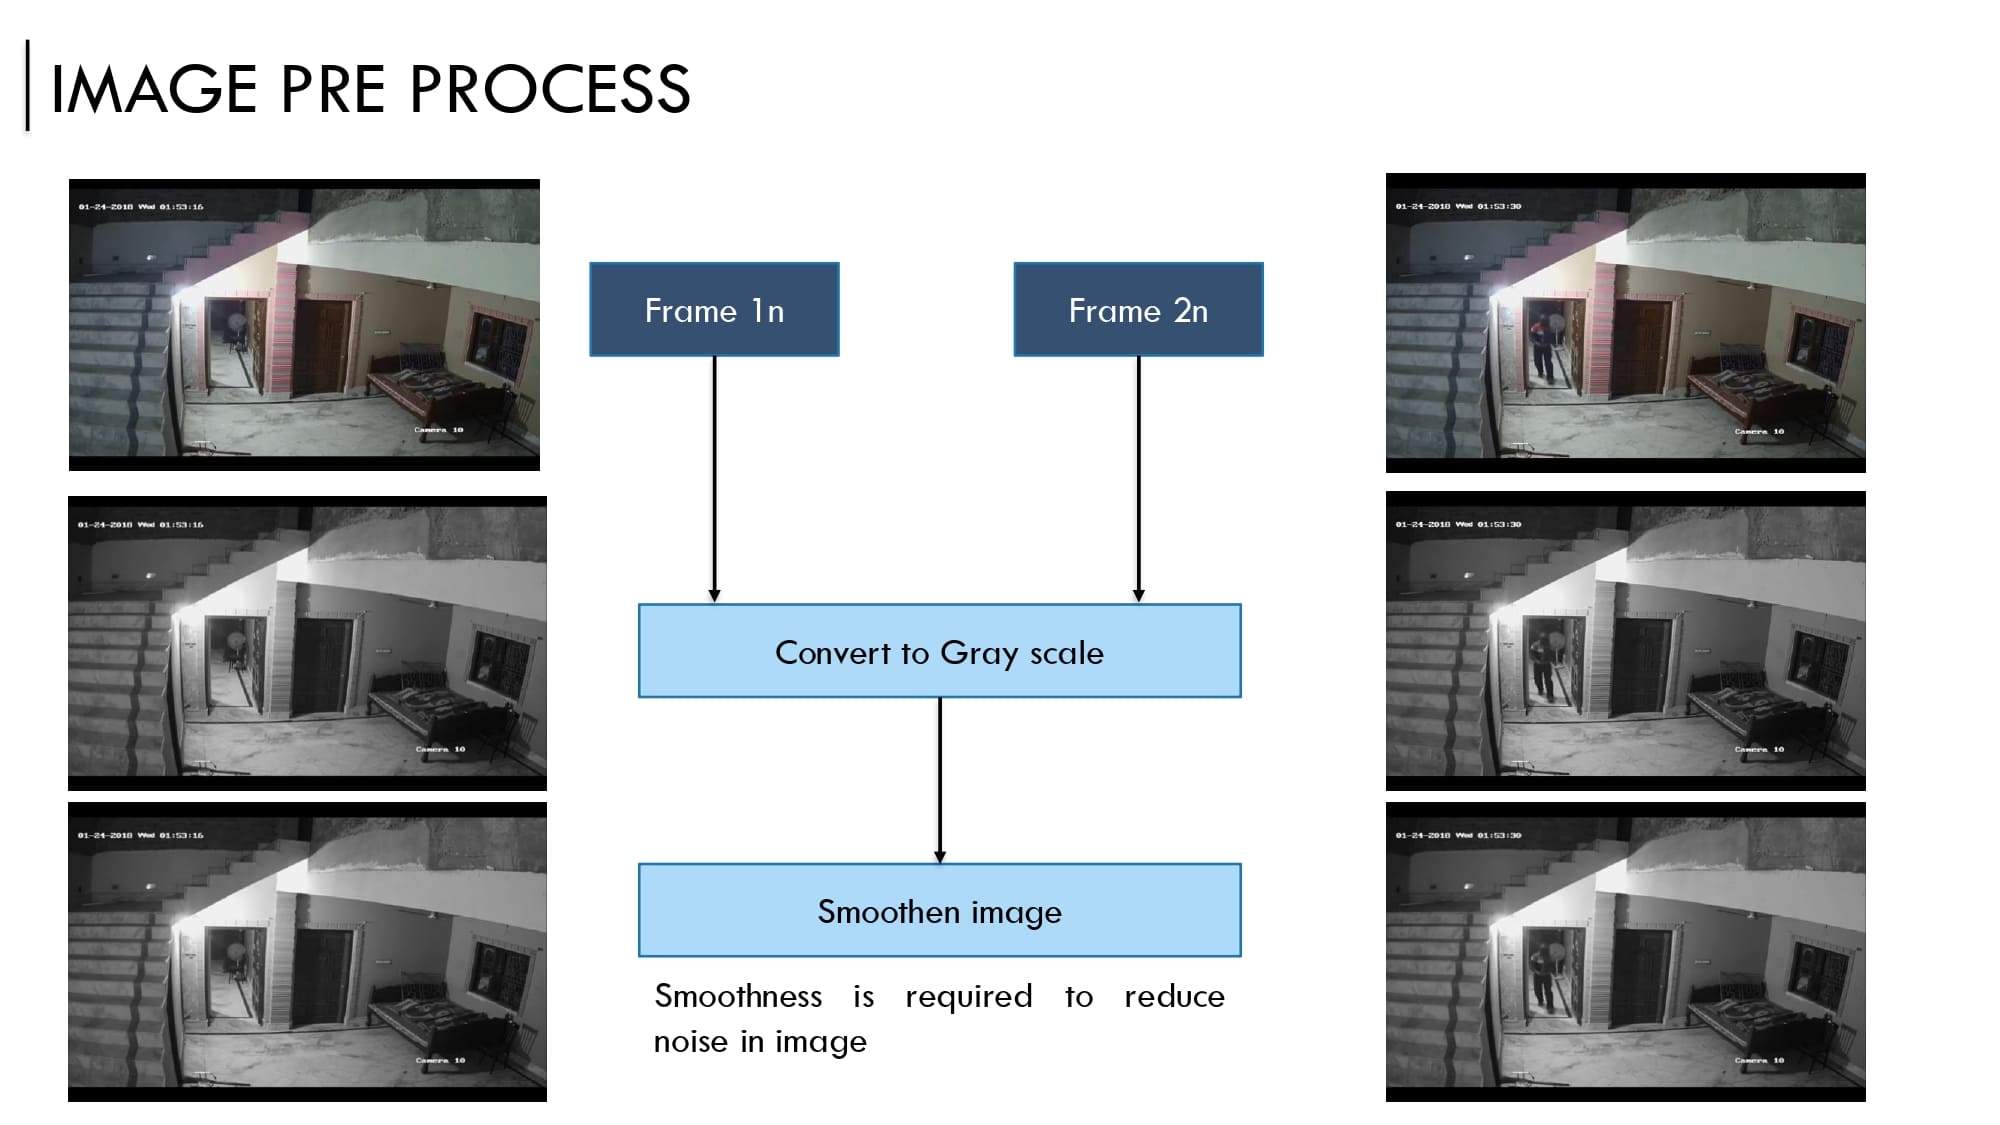 IMAGE PRE PROCESS
01-24-2018 Wed 01:53:16
Camera 10
01-24-2018 Wed 01:53:30
Camera 10
Frame 1n
Frame 2n
01-24-2018 Wed 01:53:16
Camera 10
01-24-2018 Wed 01:53:30
Camera 10
Convert to Gray scale
01-24-2018 Wed 01:53:16
Camera 10
01-24-2018 Wed 01:53:30
Camera 10
Smoothen image
Smoothness is required to reduce
noise in image